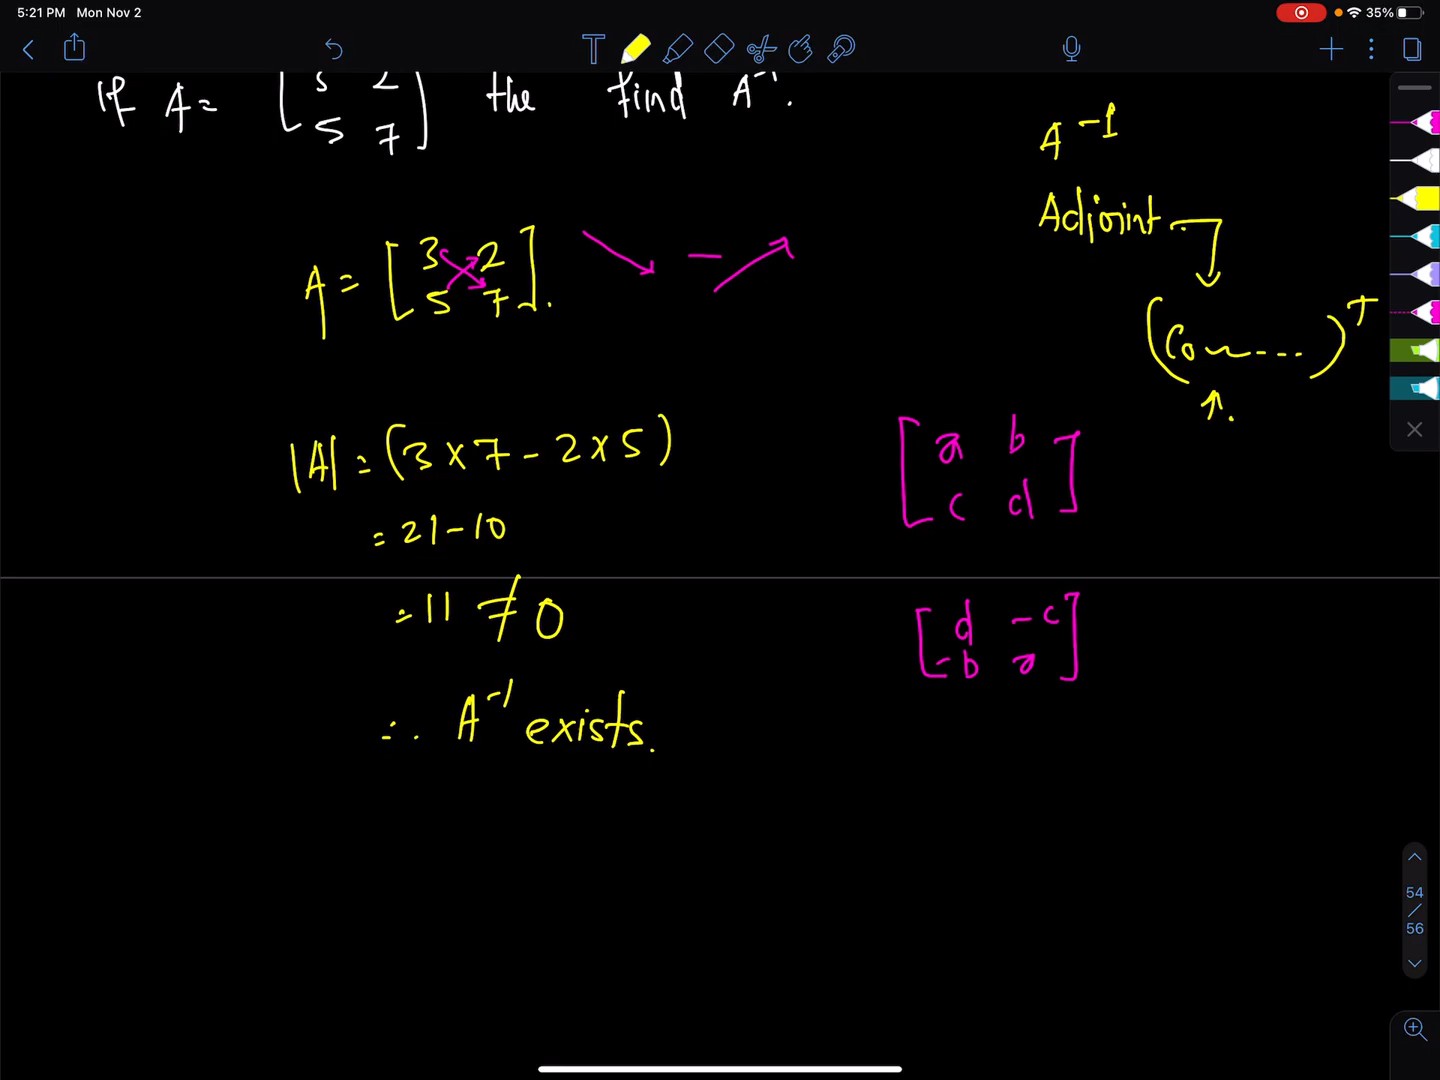 5:21 PM Mon Nov 2
35%
If A = [3 2
5 7] the find A⁻¹.
A⁻¹
Adjoint
(Co ---- )ᵀ
A = [3 2
5 7].
−
|A| = (3 × 7 − 2 × 5)
= 21 − 10
= 11 ≠ 0
∴ A⁻¹ exists.
[a b
c d]
[d −c
−b a]
54
/
56